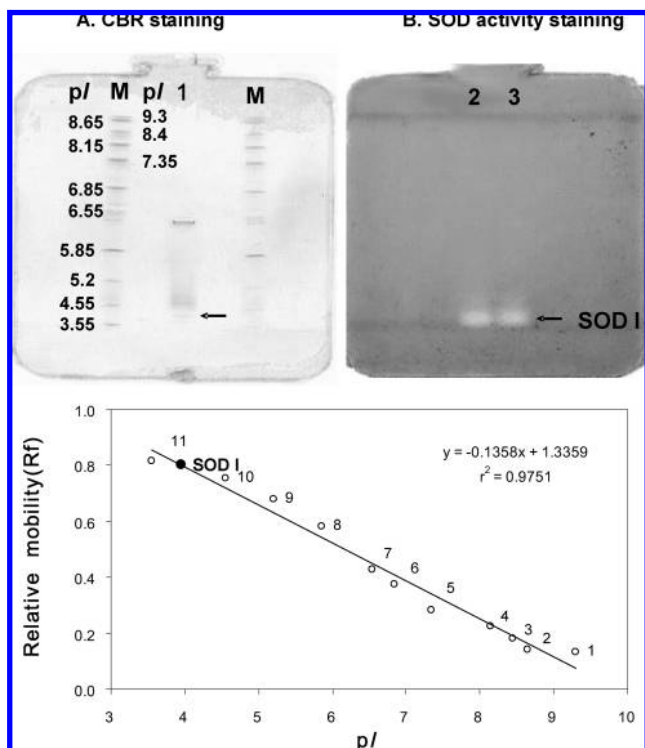 A. CBR staining
B. SOD activity staining
pI M pI 1 M
8.65
8.15
6.85
6.55
5.85
5.2
4.55
3.55
9.3
8.4
7.35
2 3
SOD I
1.0
0.8
0.6
0.4
0.2
0.0
Relative mobility(Rf)
11
SOD I
10
9
8
7
6
5
4
3
2
1
y = -0.1358x + 1.3359
r² = 0.9751
3 4 5 6 7 8 9 10
pI